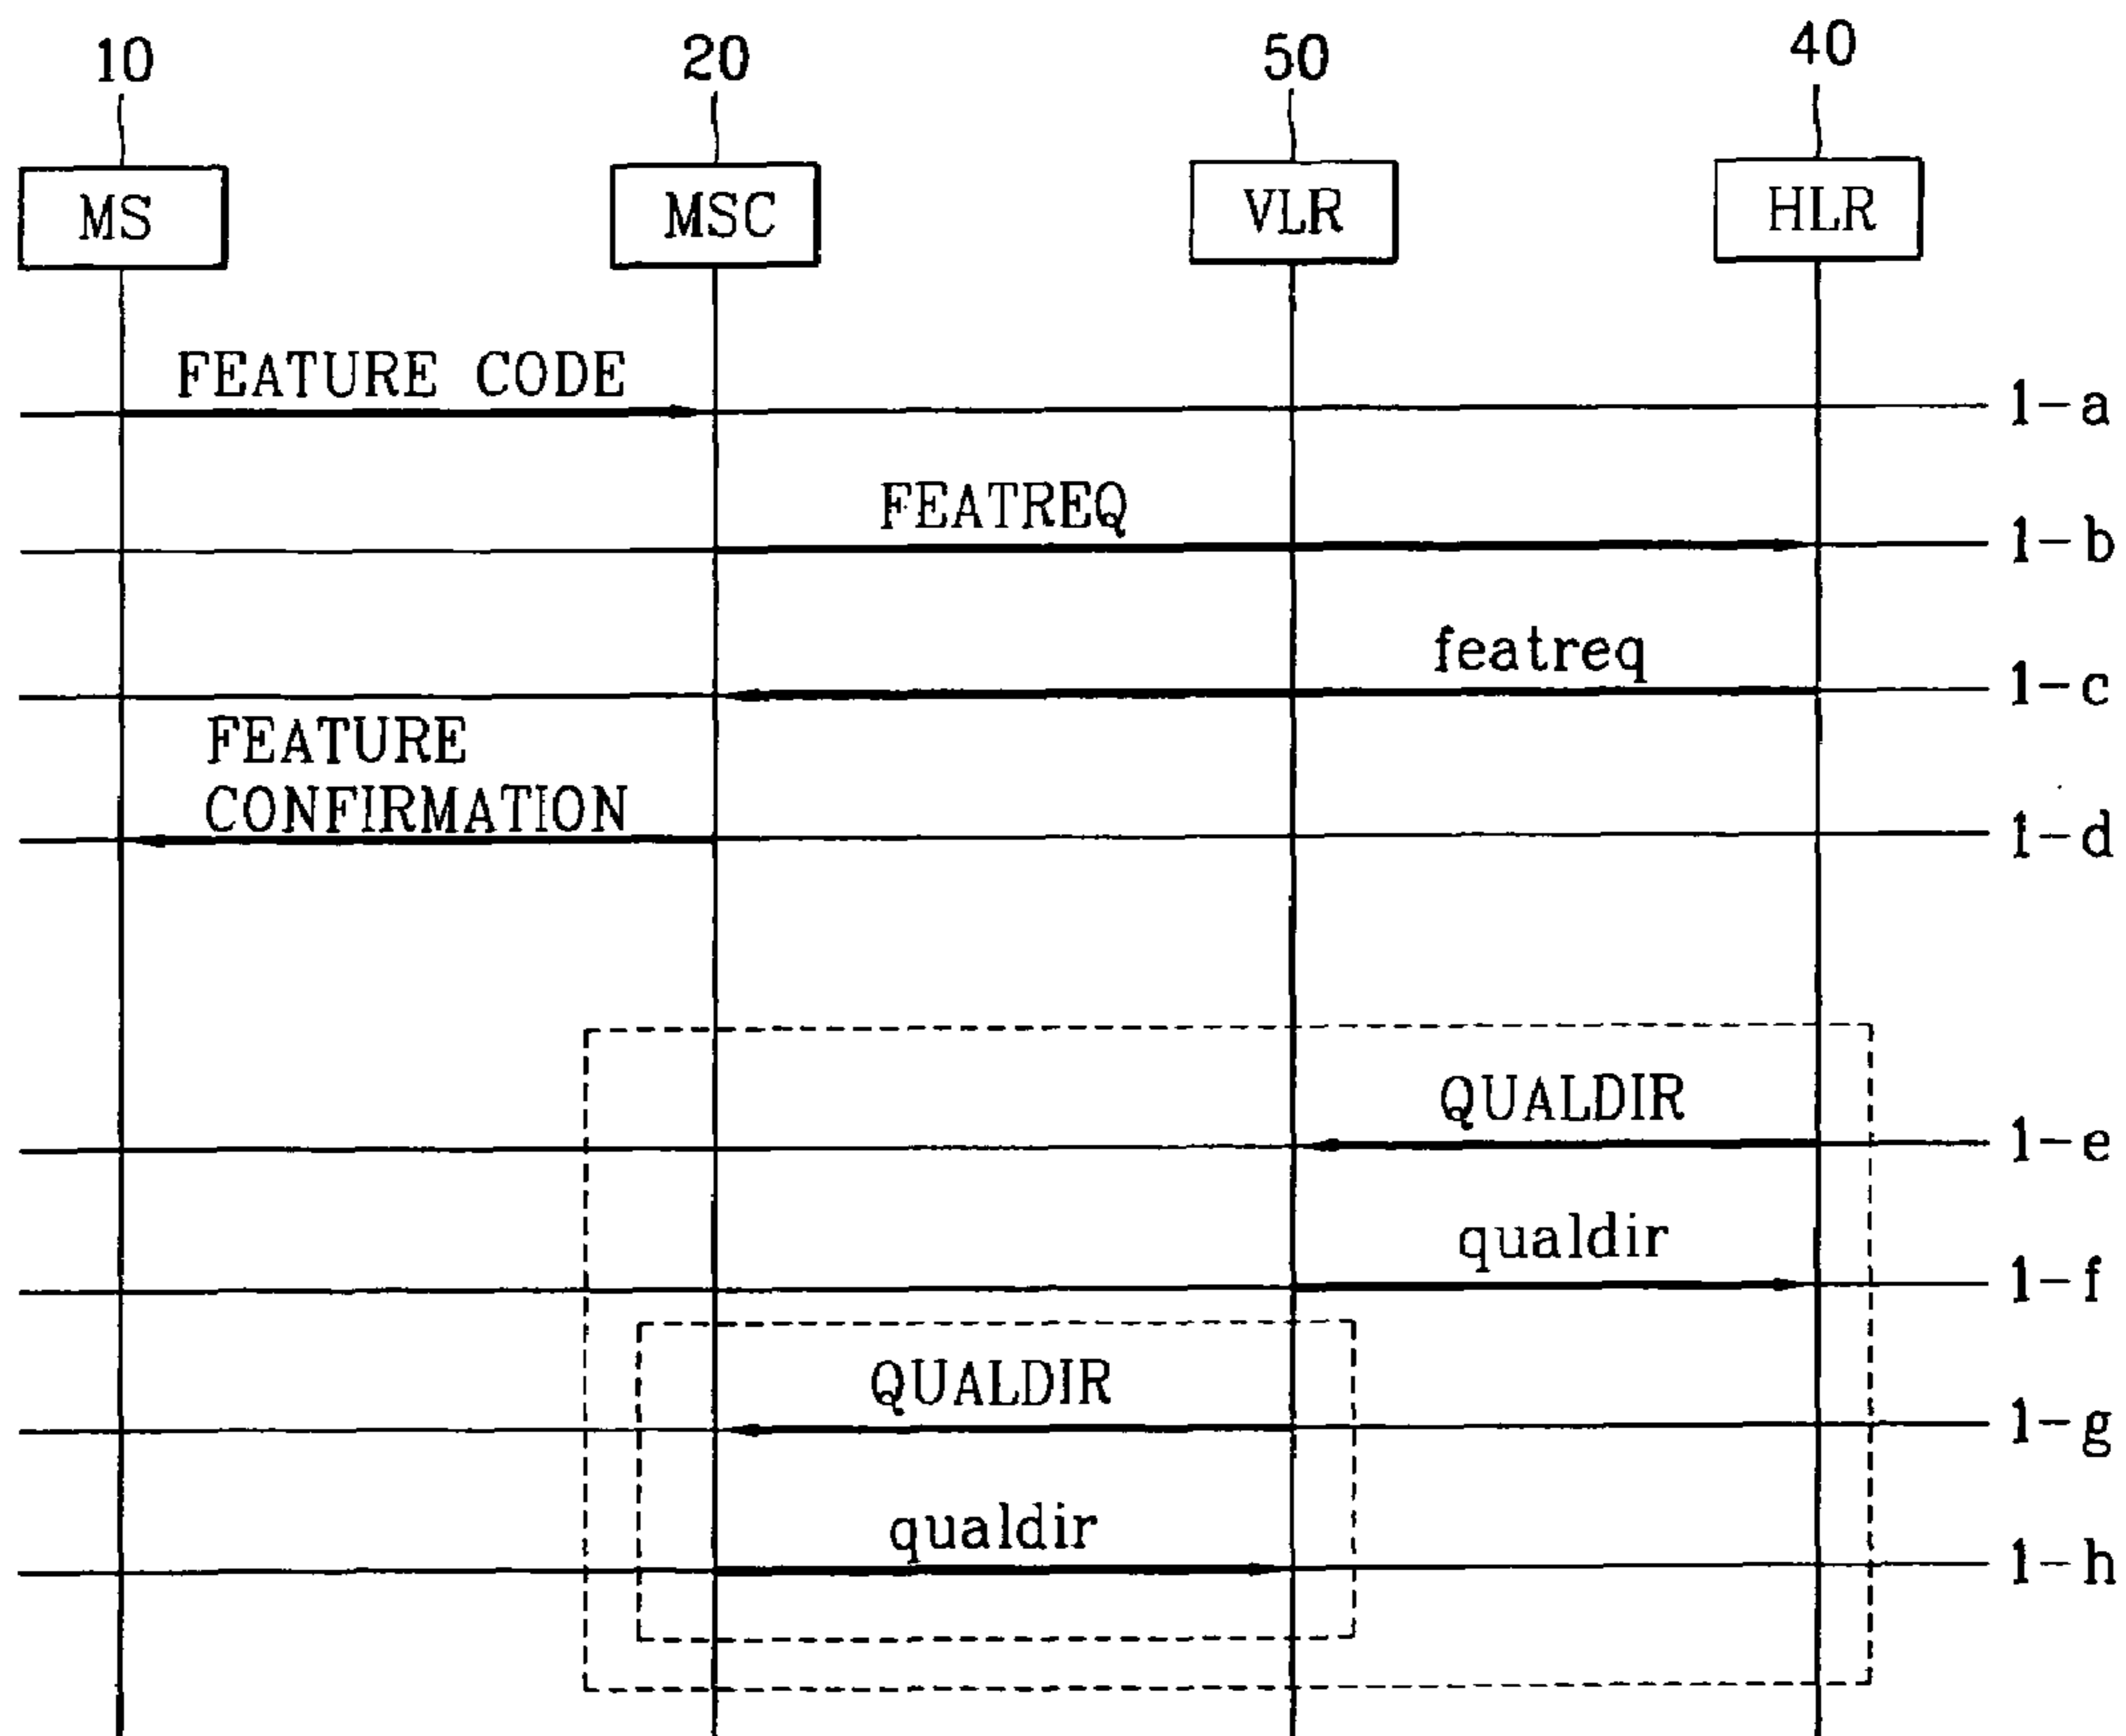 10 20 50 40
MS MSC VLR HLR
FEATURE CODE 1-a
FEATREQ 1-b
featreq 1-c
FEATURE
CONFIRMATION 1-d
QUALDIR 1-e
qualdir 1-f
QUALDIR 1-g
qualdir 1-h